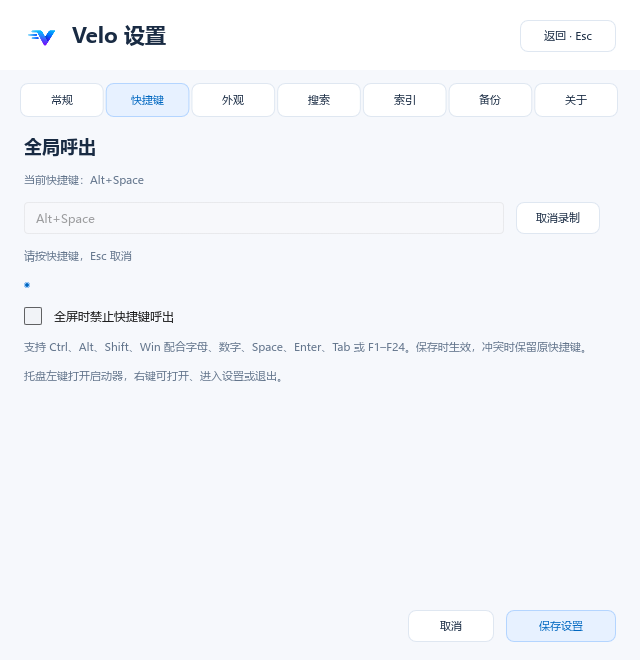 Velo 设置
返回 · Esc
常规
快捷键
外观
搜索
索引
备份
关于
全局呼出
当前快捷键：Alt+Space
Alt+Space
取消录制
请按快捷键，Esc 取消
全屏时禁止快捷键呼出
支持 Ctrl、Alt、Shift、Win 配合字母、数字、Space、Enter、Tab 或 F1–F24。保存时生效，冲突时保留原快捷键。
托盘左键打开启动器，右键可打开、进入设置或退出。
取消
保存设置